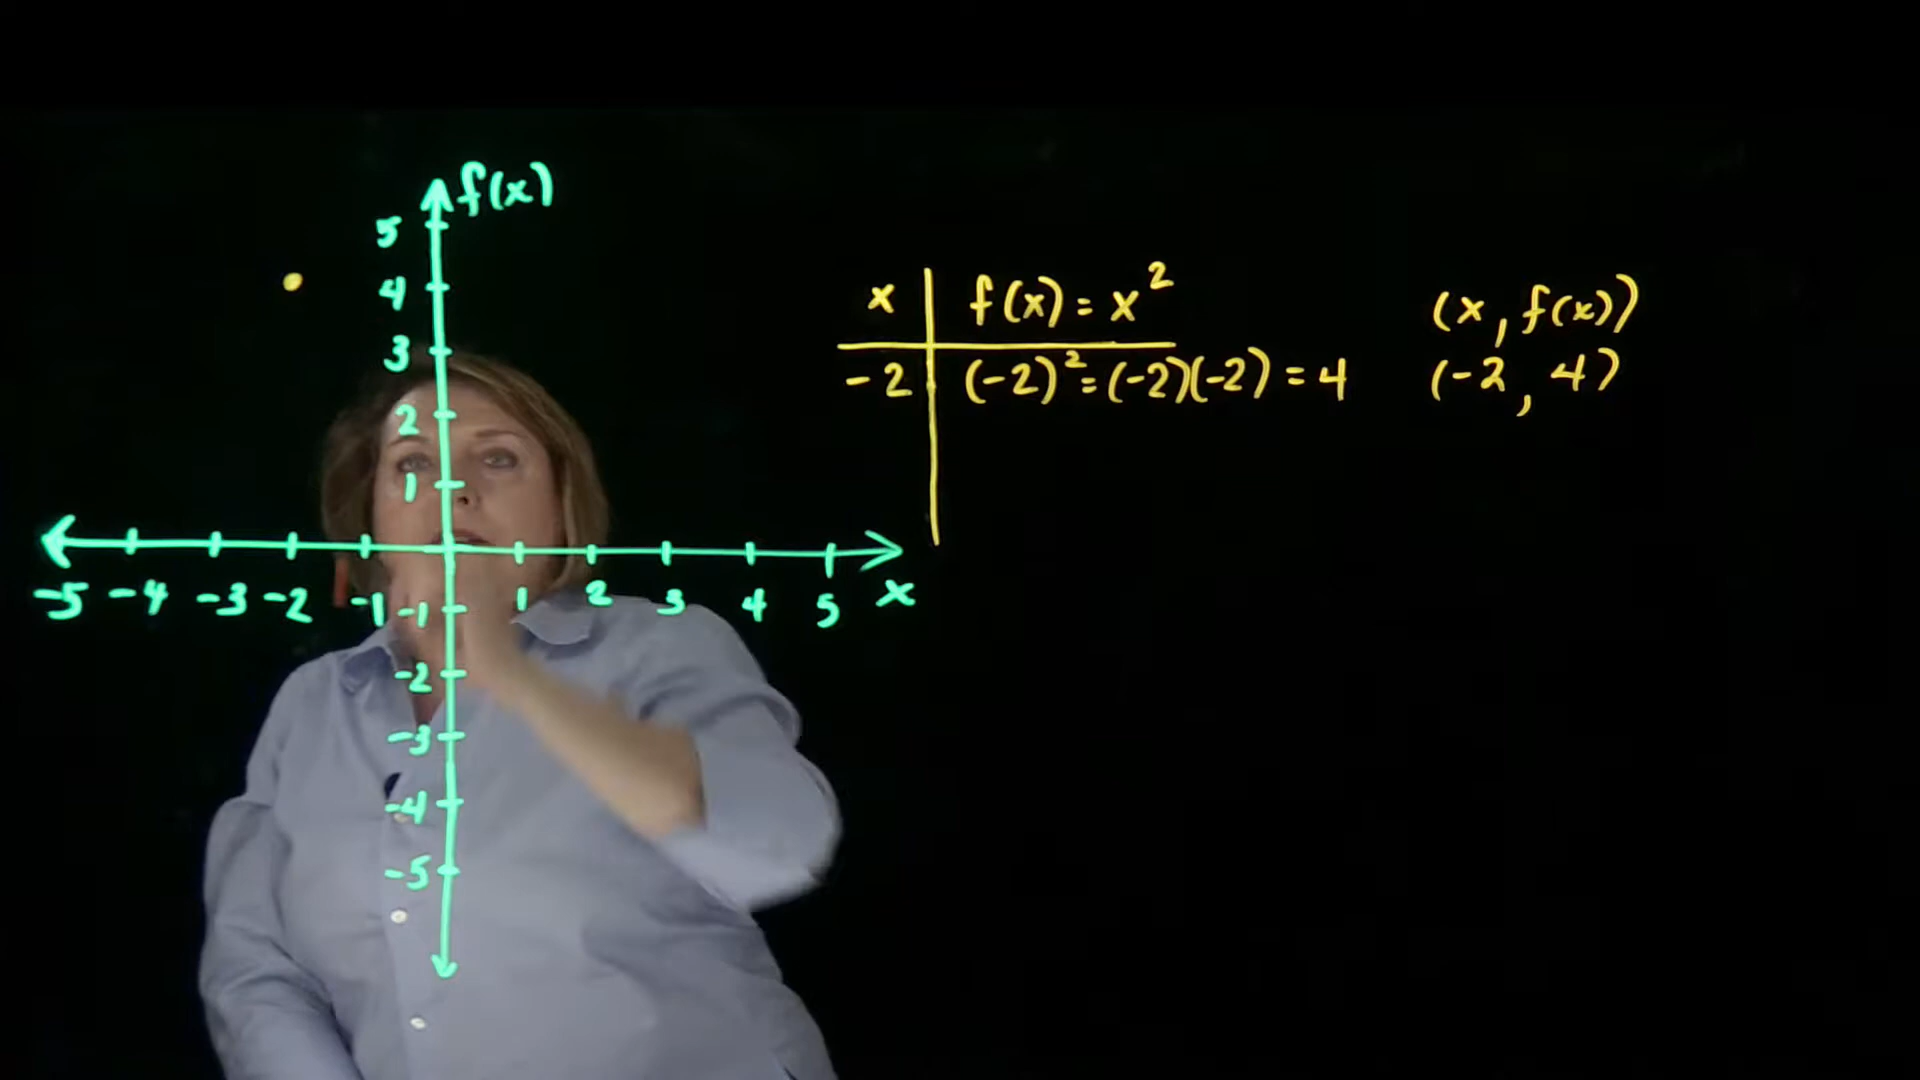 f(x)
5
4
3
2
1
-5 -4 -3 -2 -1 1 2 3 4 5 x
-1
-2
-3
-4
-5
x f(x) = x² (x, f(x))
-2 (-2)² = (-2)(-2) = 4 (-2, 4)